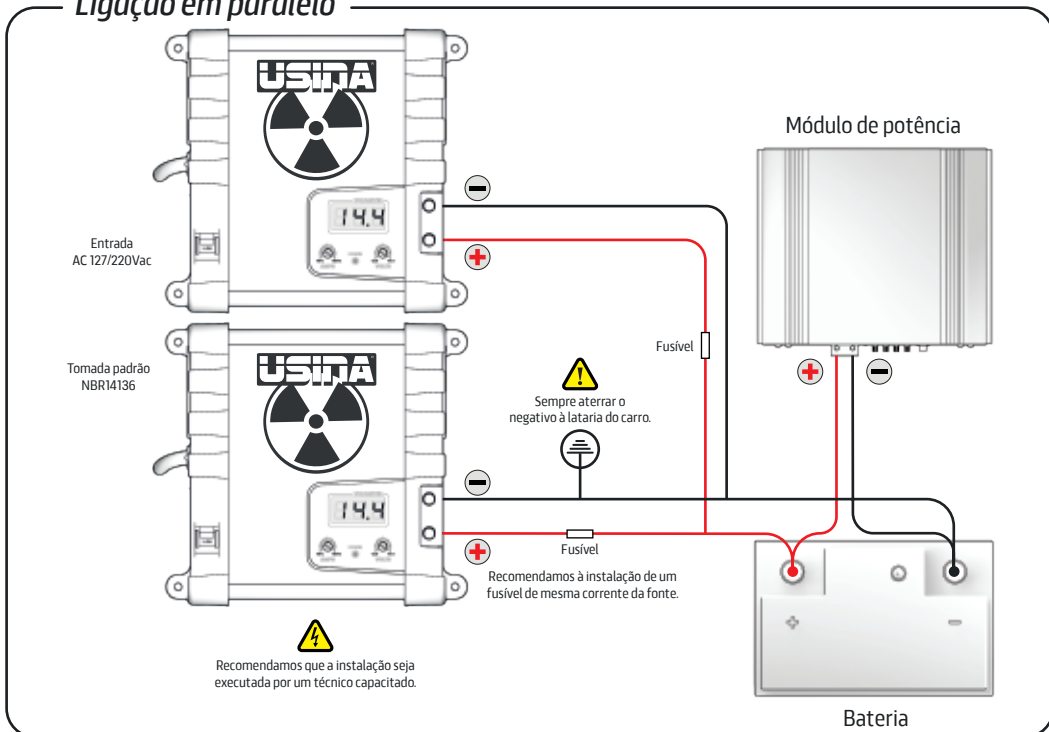 Ligação em paralelo
USINA
14.4
Entrada
AC 127/220Vac
Tomada padrão
NBR14136
USINA
14.4
Módulo de potência
Fusível
Sempre aterrar o
negativo à lataria do carro.
Fusível
Recomendamos à instalação de um
fusível de mesma corrente da fonte.
Recomendamos que a instalação seja
executada por um técnico capacitado.
Bateria